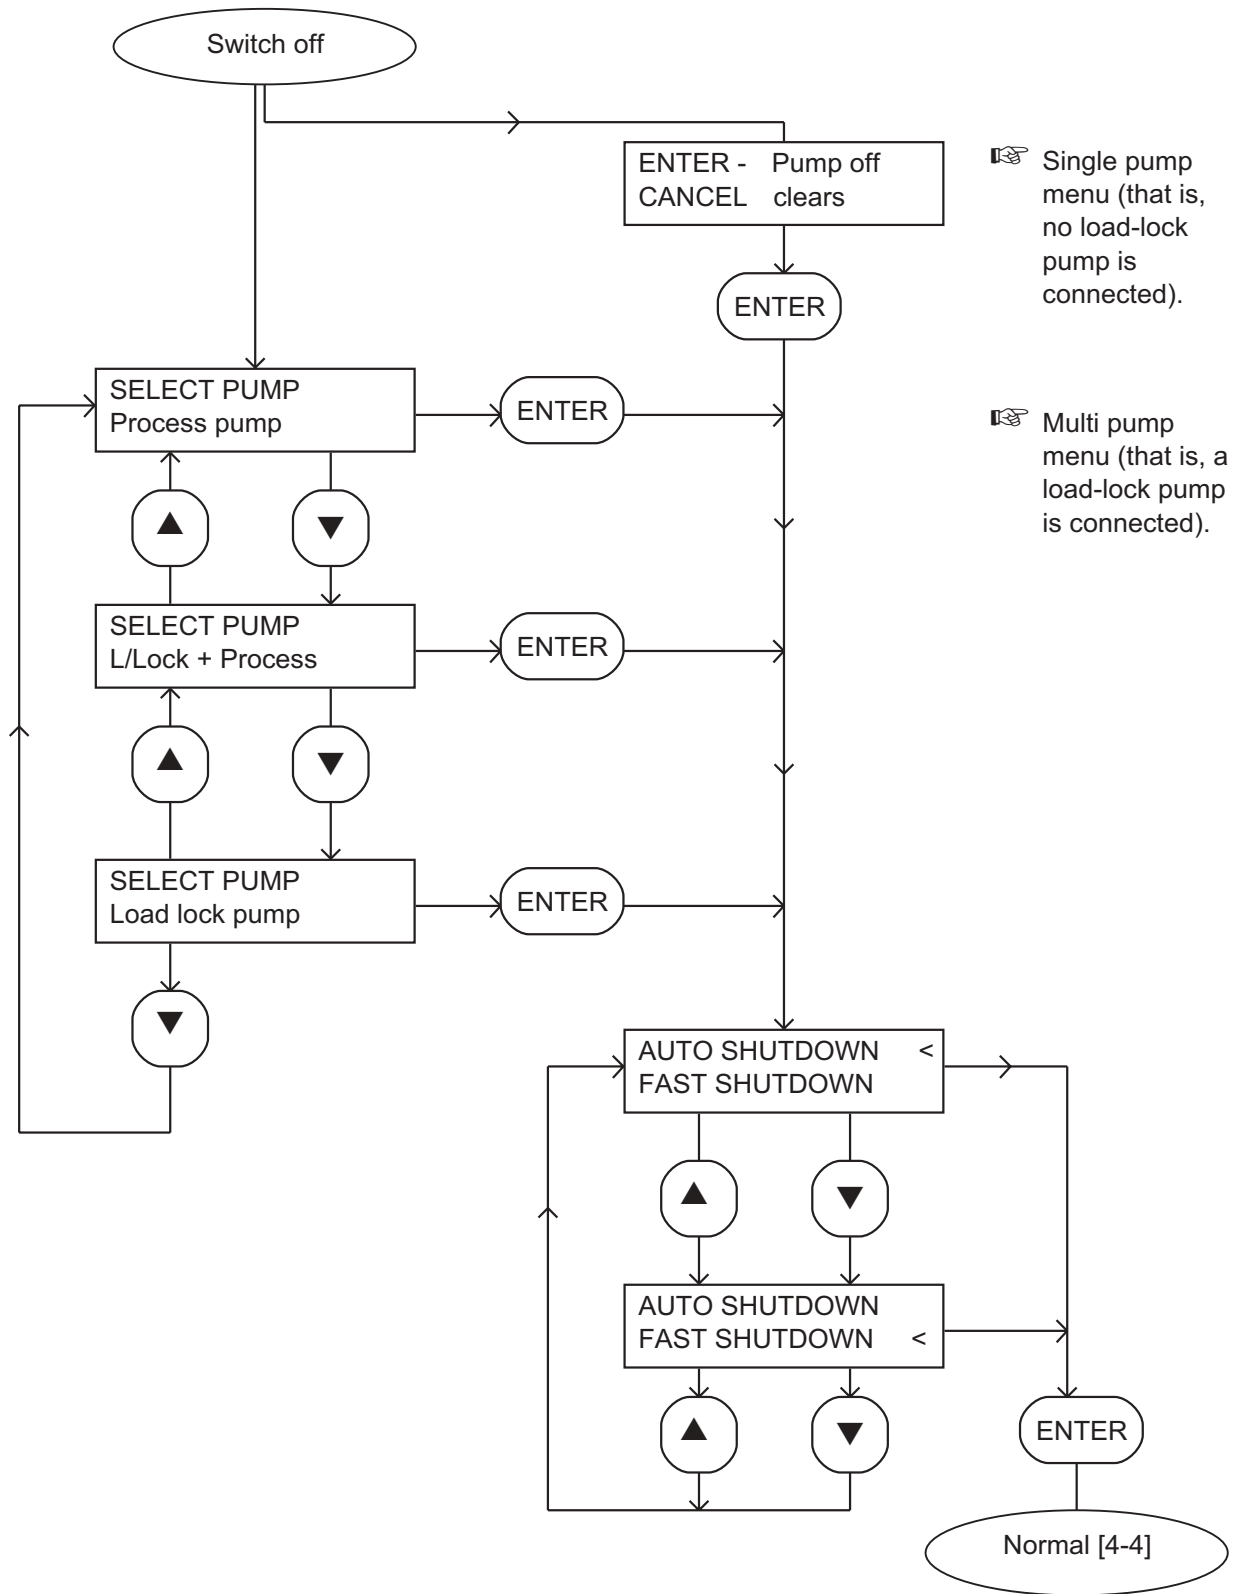 Switch off
ENTER - Pump off
CANCEL clears
☞ Single pump
menu (that is,
no load-lock
pump is
connected).
ENTER
SELECT PUMP
Process pump
ENTER
☞ Multi pump
menu (that is, a
load-lock pump
is connected).
▲ ▼
SELECT PUMP
L/Lock + Process
ENTER
▲ ▼
SELECT PUMP
Load lock pump
ENTER
▼
AUTO SHUTDOWN <
FAST SHUTDOWN
▲ ▼
AUTO SHUTDOWN
FAST SHUTDOWN <
▲ ▼
ENTER
Normal [4-4]